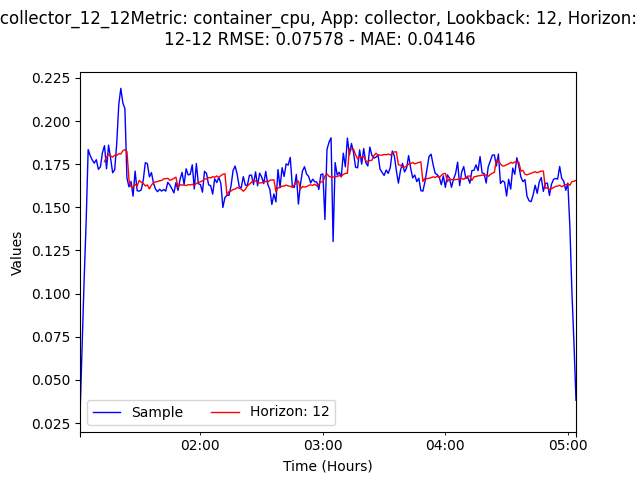 collector_12_12Metric: container_cpu, App: collector, Lookback: 12, Horizon:
12-12 RMSE: 0.07578 - MAE: 0.04146
0.225
0.200
0.175
0.150
0.125
0.100
0.075
0.050
0.025
Values
Sample
Horizon: 12
02:00
03:00
04:00
05:00
Time (Hours)